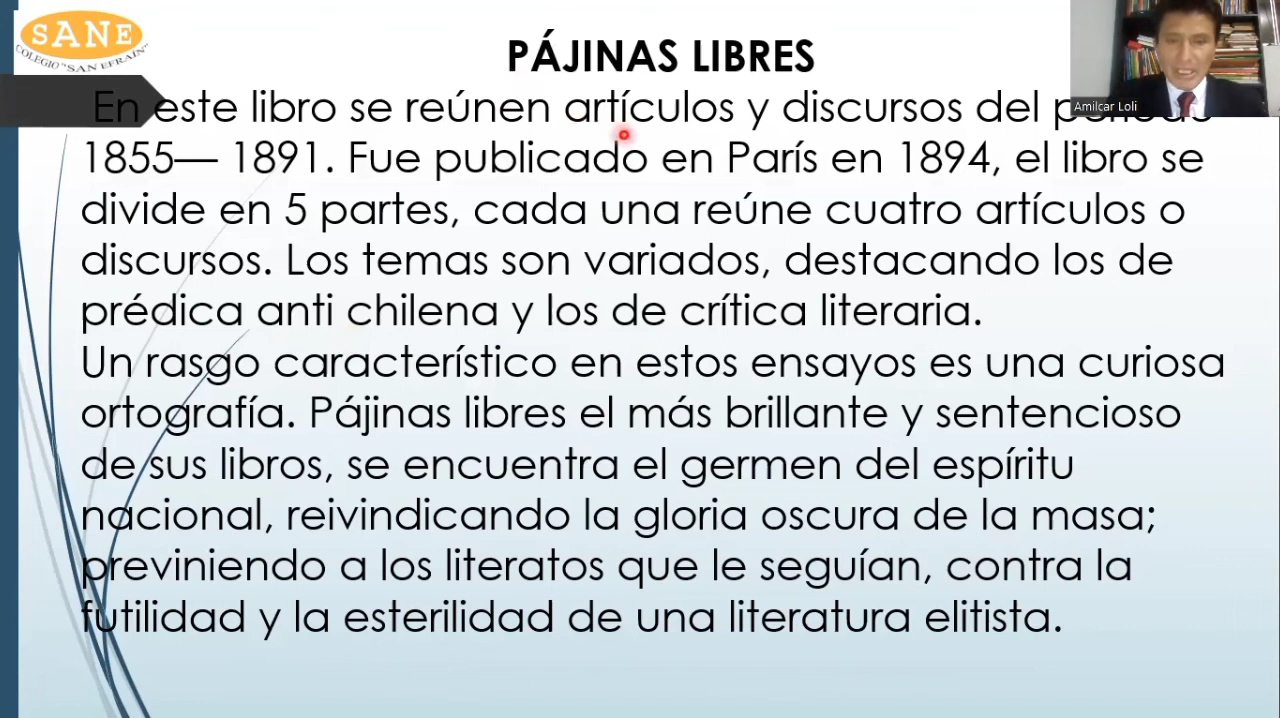 SANE
COLEGIO "SAN EFRAIN"
PÁJINAS LIBRES
Amilcar Loli
En este libro se reúnen artículos y discursos del periodo
1855— 1891. Fue publicado en París en 1894, el libro se
divide en 5 partes, cada una reúne cuatro artículos o
discursos. Los temas son variados, destacando los de
prédica anti chilena y los de crítica literaria.
Un rasgo característico en estos ensayos es una curiosa
ortografía. Pájinas libres el más brillante y sentencioso
de sus libros, se encuentra el germen del espíritu
nacional, reivindicando la gloria oscura de la masa;
previniendo a los literatos que le seguían, contra la
futilidad y la esterilidad de una literatura elitista.